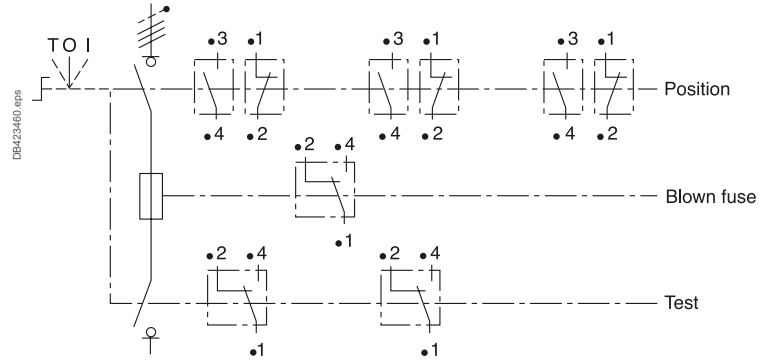 T O I
•3 •1 •3 •1 •3 •1
Position
•4 •2 •4 •2 •4 •2
DB423460.eps
•2 •4
Blown fuse
•1
•2 •4 •2 •4
Test
•1 •1